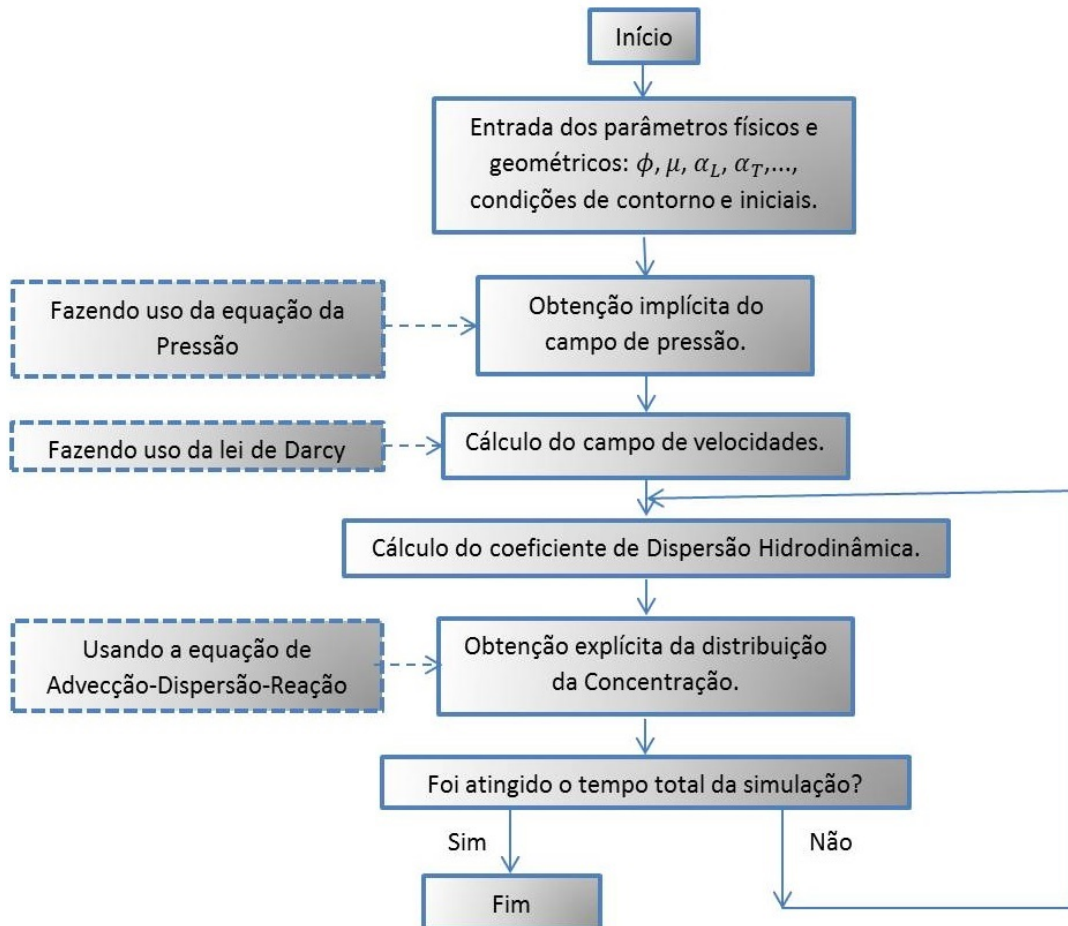 Início
Entrada dos parâmetros físicos e
geométricos: ϕ, μ, α_L, α_T,...,
condições de contorno e iniciais.
Fazendo uso da equação da
Pressão
Obtenção implícita do
campo de pressão.
Fazendo uso da lei de Darcy
Cálculo do campo de velocidades.
Cálculo do coeficiente de Dispersão Hidrodinâmica.
Usando a equação de
Advecção-Dispersão-Reação
Obtenção explícita da distribuição
da Concentração.
Foi atingido o tempo total da simulação?
Sim
Não
Fim